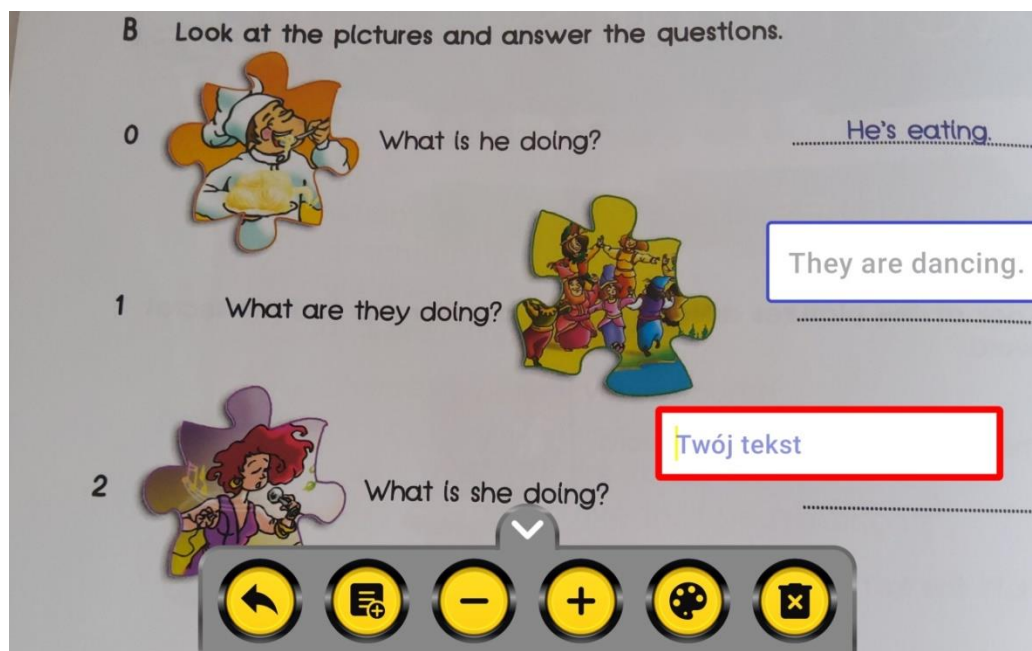 B Look at the pictures and answer the questions.
0 What is he doing? He's eating.
They are dancing.
1 What are they doing?
Twój tekst
2 What is she doing?